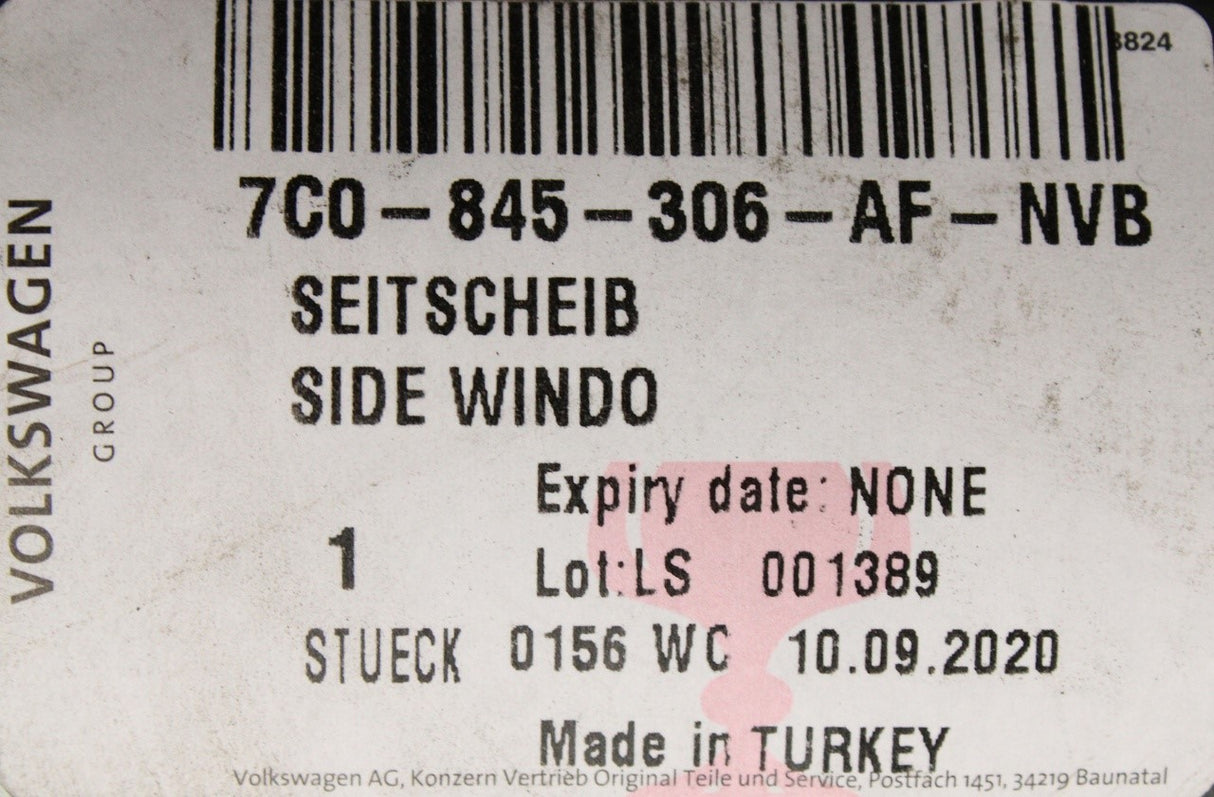 7C0-845-306-AF-NVB
SEITSCHEIB
SIDE WINDO
Expiry date: NONE
1
Lot:LS 001389
STUECK 0156 WC 10.09.2020
Made in TURKEY
Volkswagen AG, Konzern Vertrieb Original Teile und Service, Postfach 1451, 34219 Baunatal
VOLKSWAGEN
GROUP